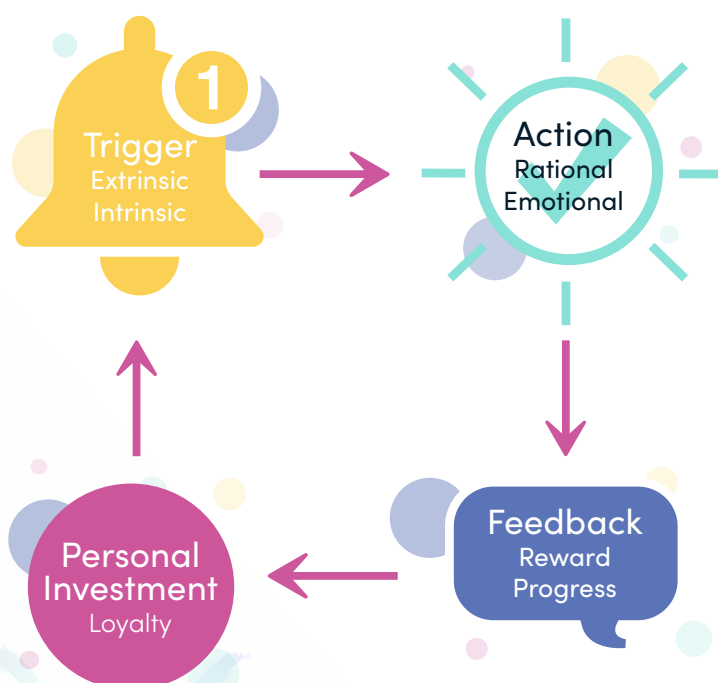 1
Trigger
Extrinsic
Intrinsic
Action
Rational
Emotional
Feedback
Reward
Progress
Personal
Investment
Loyalty